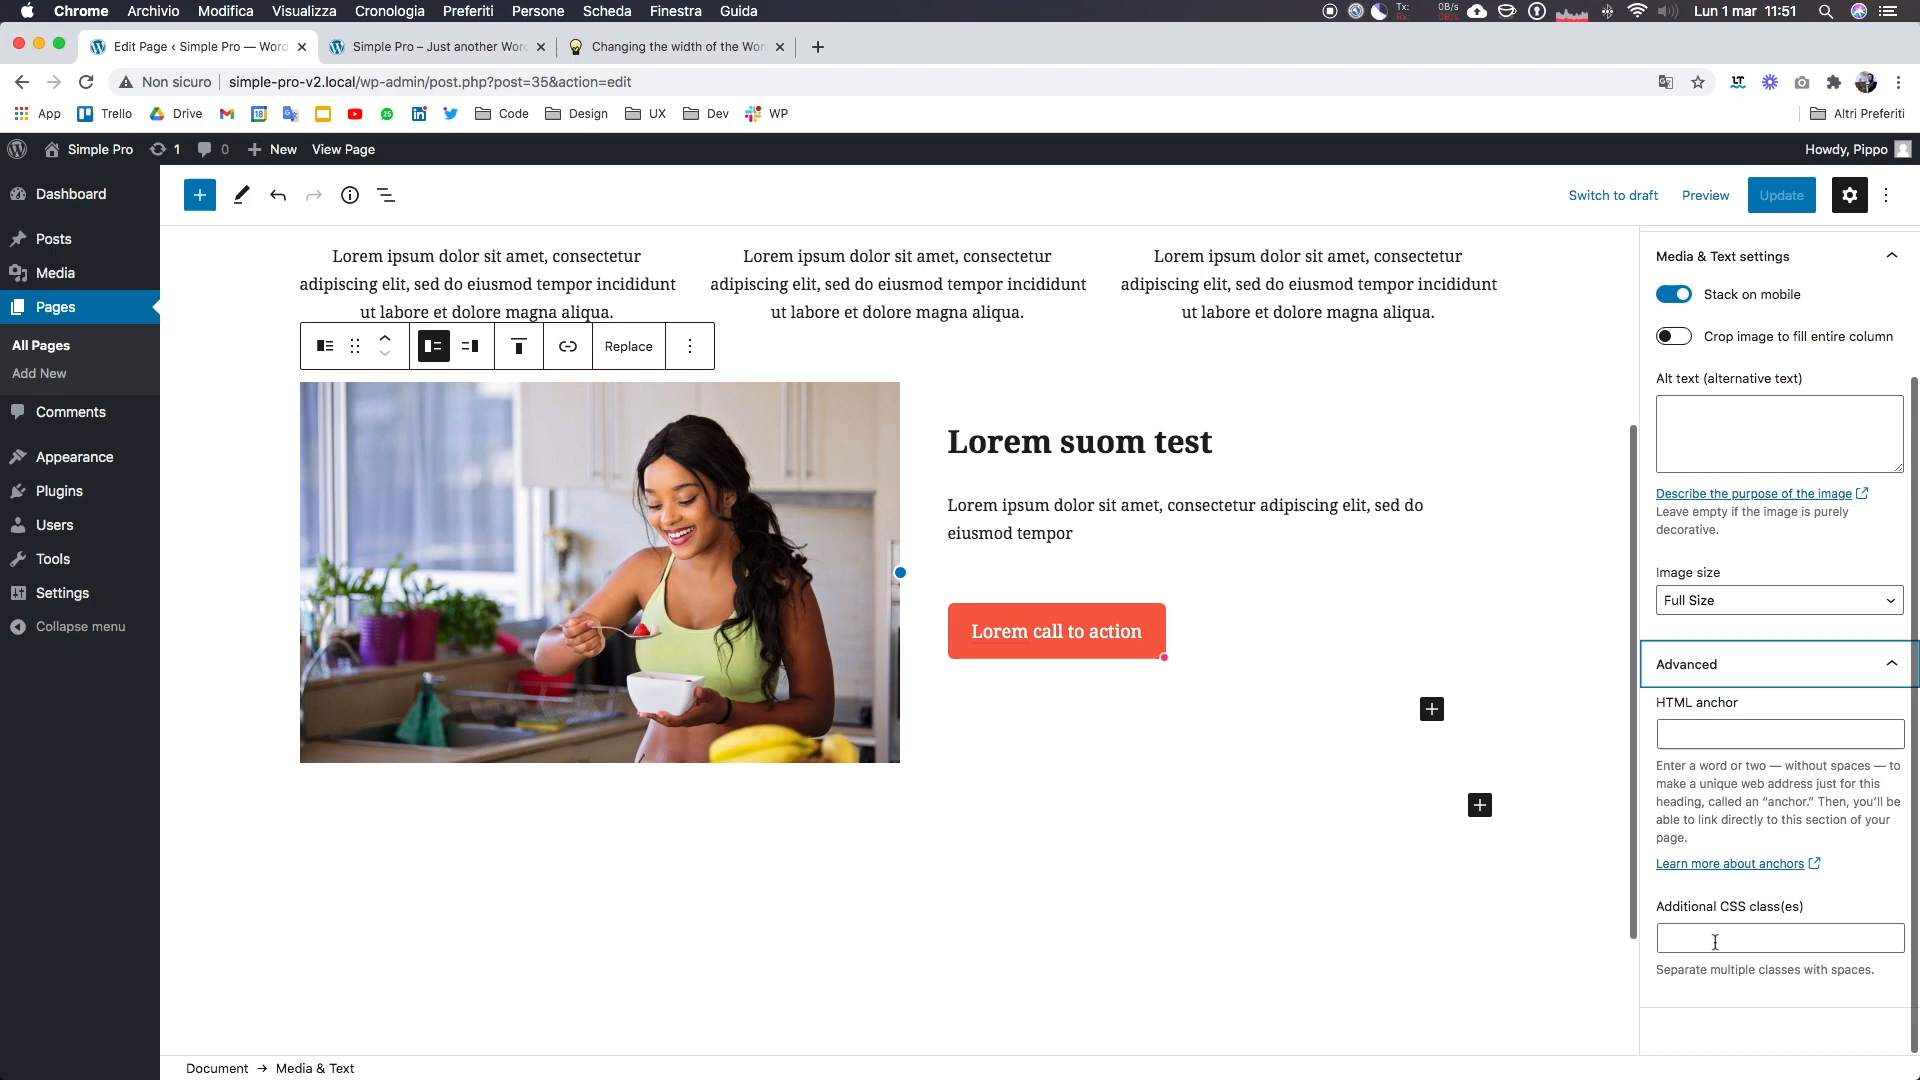 Chrome Archivio Modifica Visualizza Cronologia Preferiti Persone Scheda Finestra Guida
Tx: 0B/s
Rx: 0B/s
Lun 1 mar 11:51
Edit Page ‹ Simple Pro — Word
Simple Pro – Just another Wor
Changing the width of the Wor
Non sicuro simple-pro-v2.local/wp-admin/post.php?post=35&action=edit
App Trello Drive Code Design UX Dev WP Altri Preferiti
Simple Pro 1 0 New View Page Howdy, Pippo
Dashboard
Posts
Media
Pages
All Pages
Add New
Comments
Appearance
Plugins
Users
Tools
Settings
Collapse menu
Switch to draft Preview Update
Lorem ipsum dolor sit amet, consectetur
adipiscing elit, sed do eiusmod tempor incididunt
ut labore et dolore magna aliqua.
Lorem ipsum dolor sit amet, consectetur
adipiscing elit, sed do eiusmod tempor incididunt
ut labore et dolore magna aliqua.
Lorem ipsum dolor sit amet, consectetur
adipiscing elit, sed do eiusmod tempor incididunt
ut labore et dolore magna aliqua.
Replace
Lorem suom test
Lorem ipsum dolor sit amet, consectetur adipiscing elit, sed do
eiusmod tempor
Lorem call to action
Media & Text settings
Stack on mobile
Crop image to fill entire column
Alt text (alternative text)
Describe the purpose of the image
Leave empty if the image is purely
decorative.
Image size
Full Size
Advanced
HTML anchor
Enter a word or two — without spaces — to
make a unique web address just for this
heading, called an “anchor.” Then, you’ll be
able to link directly to this section of your
page.
Learn more about anchors
Additional CSS class(es)
Separate multiple classes with spaces.
Document → Media & Text